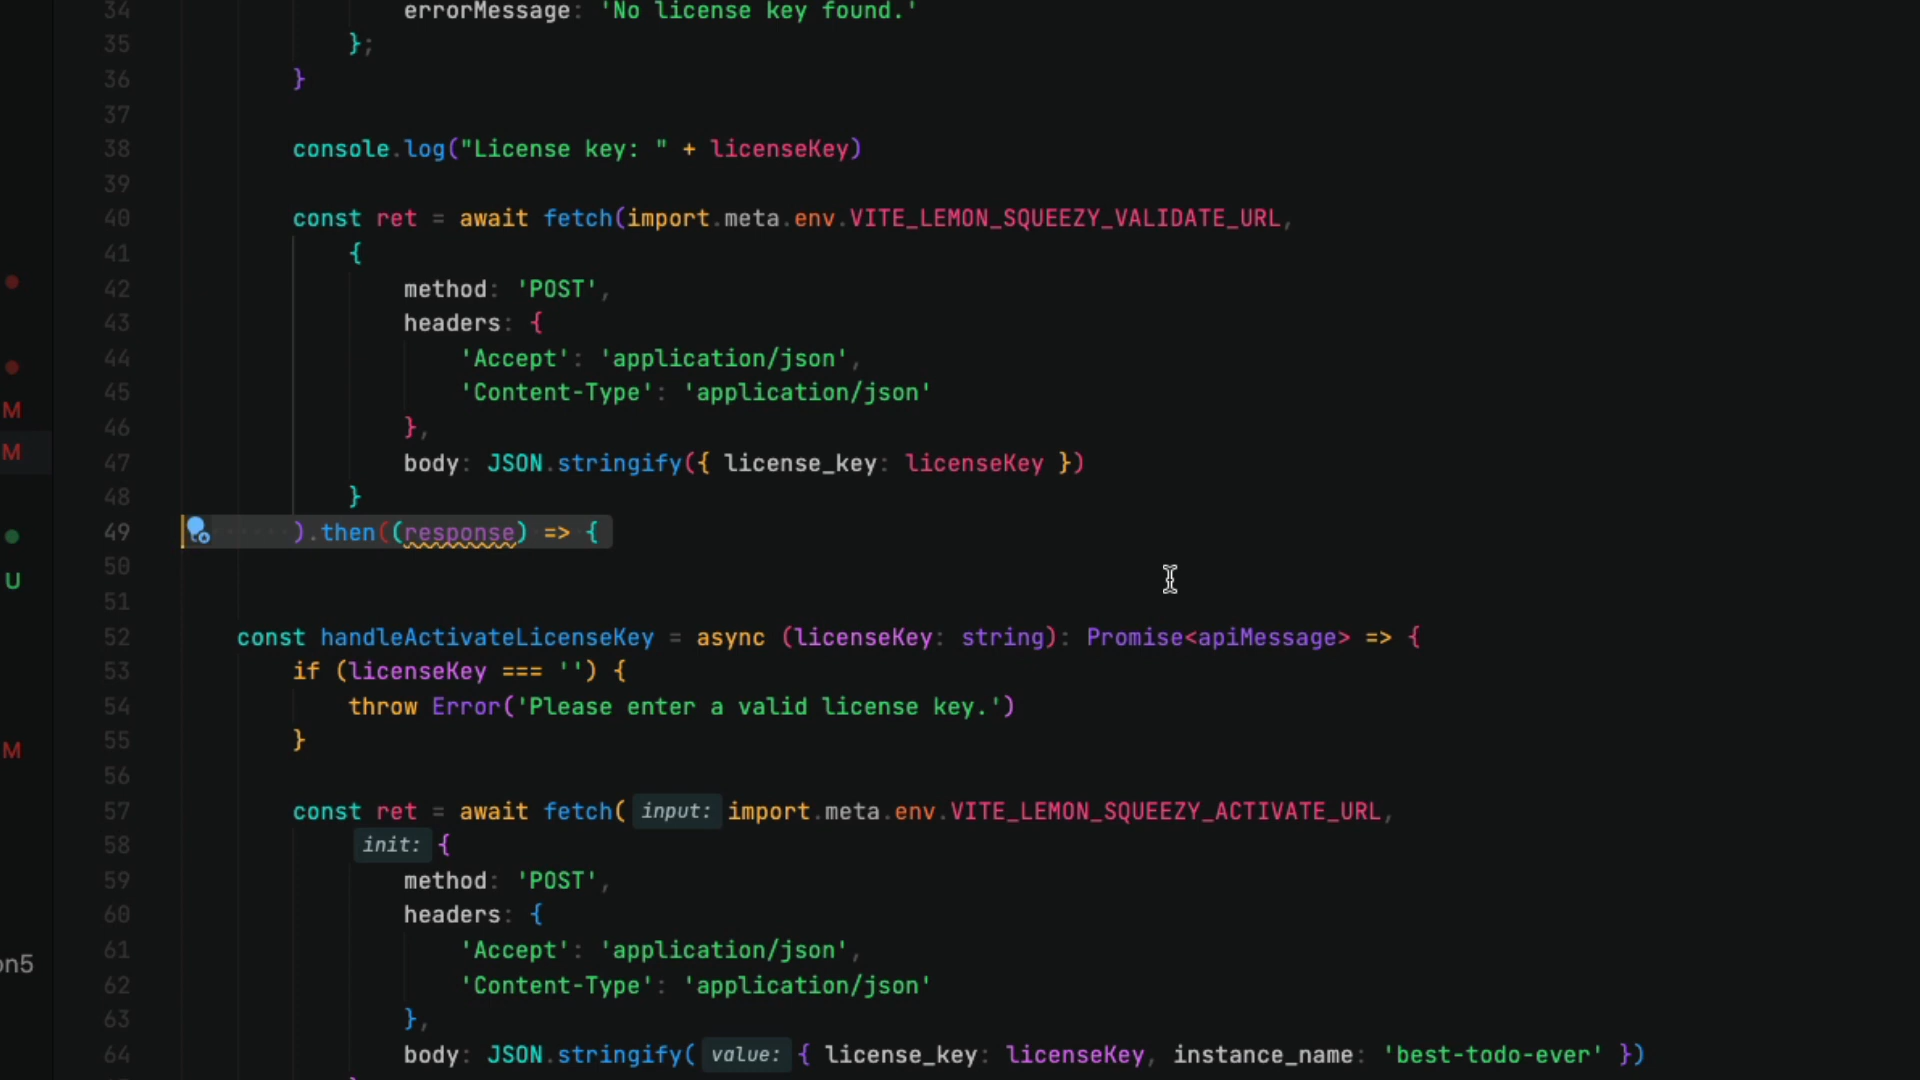 34 errorMessage: 'No license key found.'
35 };
36 }
37
38 console.log("License key: " + licenseKey)
39
40 const ret = await fetch(import.meta.env.VITE_LEMON_SQUEEZY_VALIDATE_URL,
41 {
42 method: 'POST',
43 headers: {
44 'Accept': 'application/json',
45 'Content-Type': 'application/json'
M 46 },
M 47 body: JSON.stringify({ license_key: licenseKey })
48 }
49 ).then((response) => {
50
U 51
52 const handleActivateLicenseKey = async (licenseKey: string): Promise<apiMessage> => {
53 if (licenseKey === '') {
54 throw Error('Please enter a valid license key.')
M 55 }
56
57 const ret = await fetch( input: import.meta.env.VITE_LEMON_SQUEEZY_ACTIVATE_URL,
58 init: {
59 method: 'POST',
60 headers: {
61 'Accept': 'application/json',
on5
62 'Content-Type': 'application/json'
63 },
64 body: JSON.stringify( value: { license_key: licenseKey, instance_name: 'best-todo-ever' })